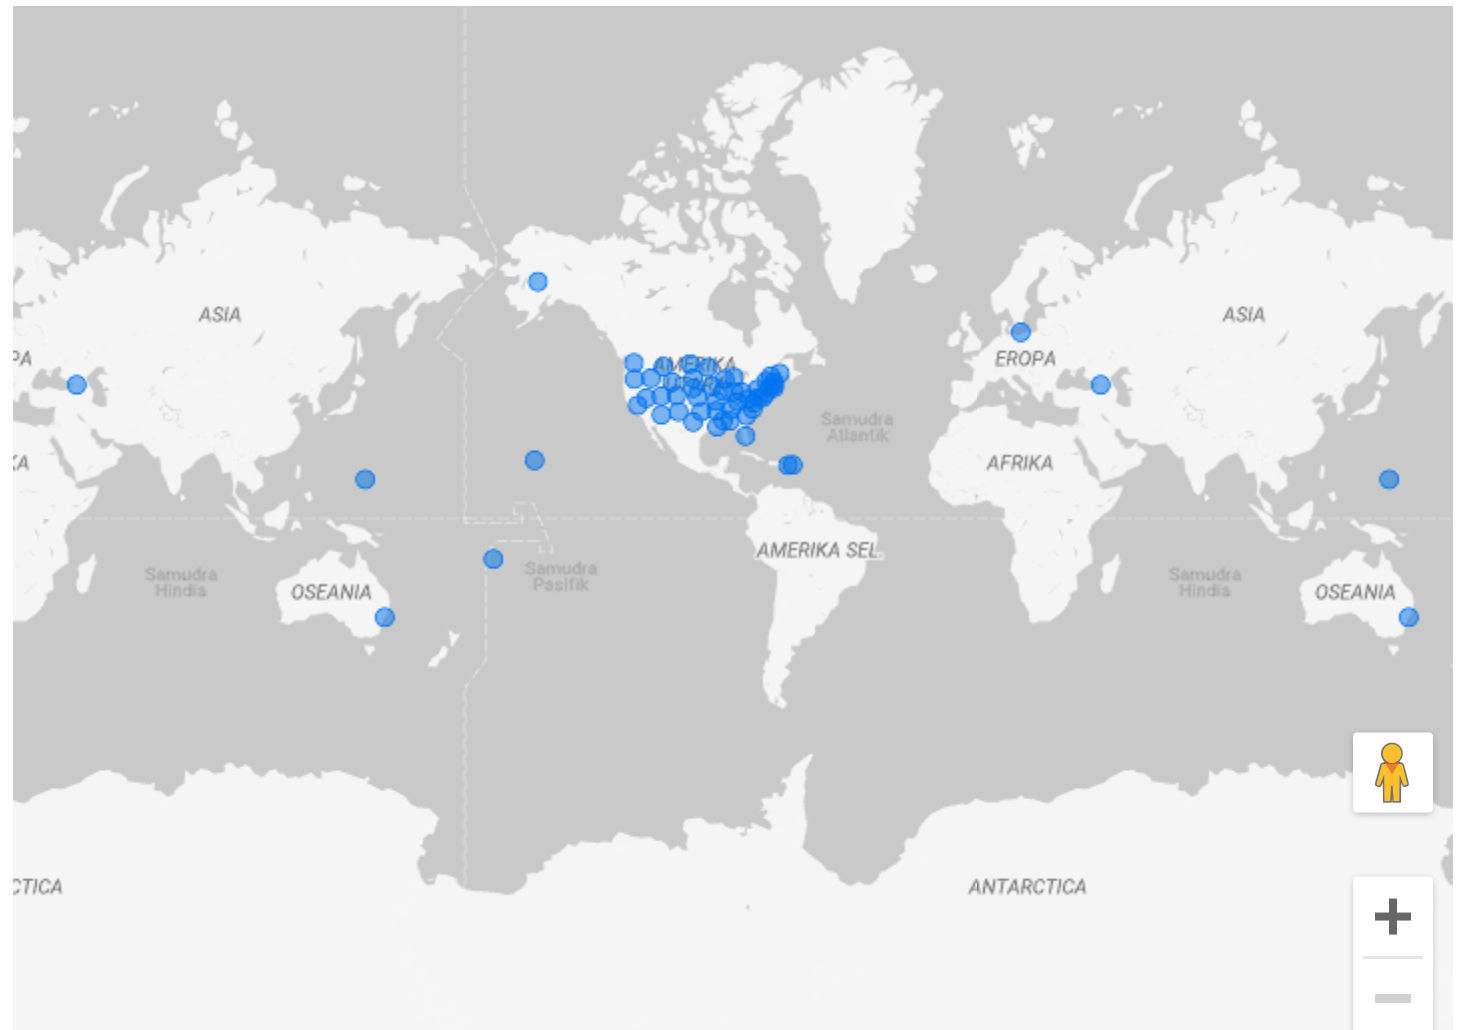 ASIA
ASIA
AMERIKA
UTARA
PA
EROPA
Samudra
Atlantik
KA
AFRIKA
AMERIKA SEL.
Samudra
Hindia
OSEANIA
Samudra
Pasifik
Samudra
Hindia
OSEANIA
CTICA
ANTARCTICA